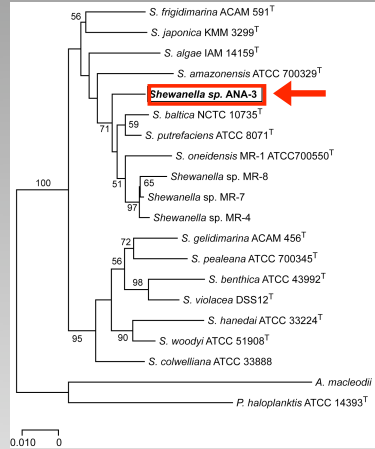 56
S. frigidimarina ACAM 591T
S. japonica KMM 3299T
S. algae IAM 14159T
S. amazonensis ATCC 700329T
Shewanella sp. ANA-3
71
59
S. baltica NCTC 10735T
S. putrefaciens ATCC 8071T
S. oneidensis MR-1 ATCC700550T
51
65
Shewanella sp. MR-8
100
Shewanella sp. MR-7
97
Shewanella sp. MR-4
72
S. gelidimarina ACAM 456T
56
S. pealeana ATCC 700345T
98
S. benthica ATCC 43992T
S. violacea DSS12T
S. hanedai ATCC 33224T
95
90
S. woodyi ATCC 51908T
S. colwelliana ATCC 33888
A. macleodii
P. haloplanktis ATCC 14393T
0.010 0